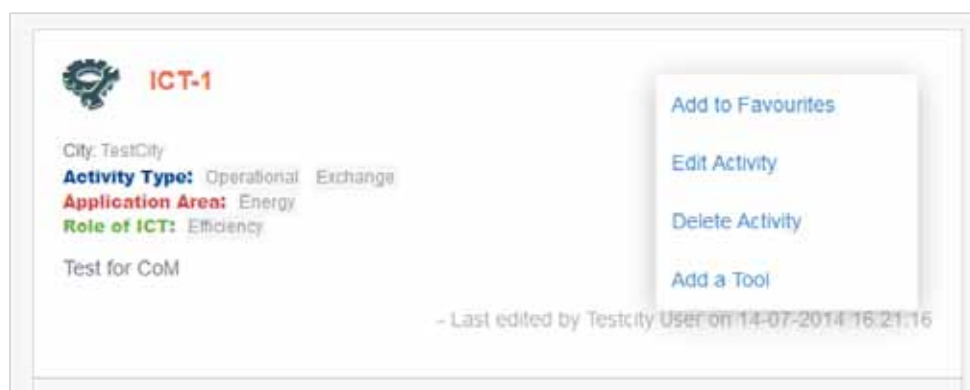 ICT-1
City: TestCity
Activity Type: Operational Exchange
Application Area: Energy
Role of ICT: Efficiency
Test for CoM
Add to Favourites
Edit Activity
Delete Activity
Add a Tool
- Last edited by Testcity User on 14-07-2014 16:21:16